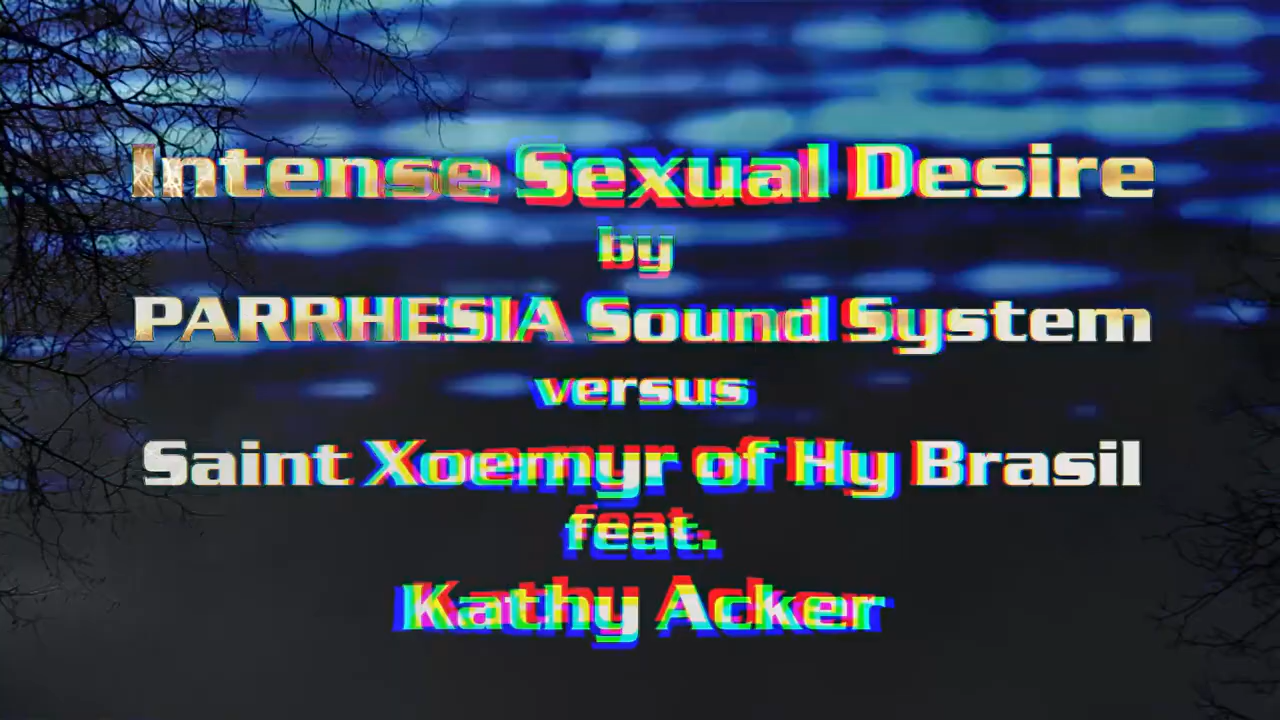 Intense Sexual Desire
by
PARRHESIA Sound System
versus
Saint Xoemyr of Hy Brasil
feat.
Kathy Acker